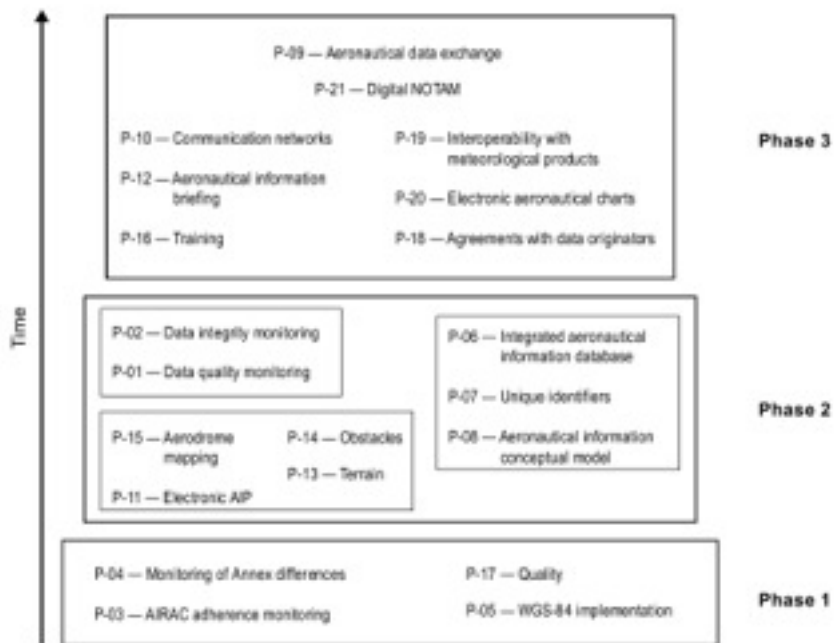 P-09 — Aeronautical data exchange
P-21 — Digital NOTAM
P-10 — Communication networks
P-12 — Aeronautical information
briefing
P-16 — Training
P-19 — Interoperability with
meteorological products
P-20 — Electronic aeronautical charts
P-18 — Agreements with data originators
Phase 3
Time
P-02 — Data integrity monitoring
P-01 — Data quality monitoring
P-15 — Aerodrome
mapping
P-11 — Electronic AIP
P-14 — Obstacles
P-13 — Terrain
P-06 — Integrated aeronautical
information database
P-07 — Unique identifiers
P-08 — Aeronautical information
conceptual model
Phase 2
P-04 — Monitoring of Annex differences
P-03 — AIRAC adherence monitoring
P-17 — Quality
P-05 — WGS-84 implementation
Phase 1